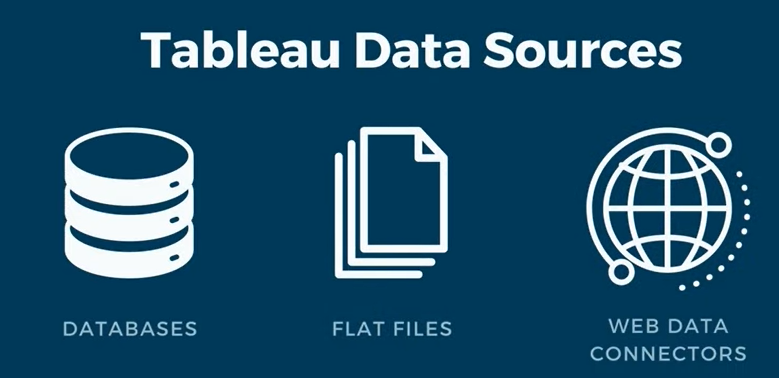 Tableau Data Sources
DATABASES
FLAT FILES
WEB DATA
CONNECTORS